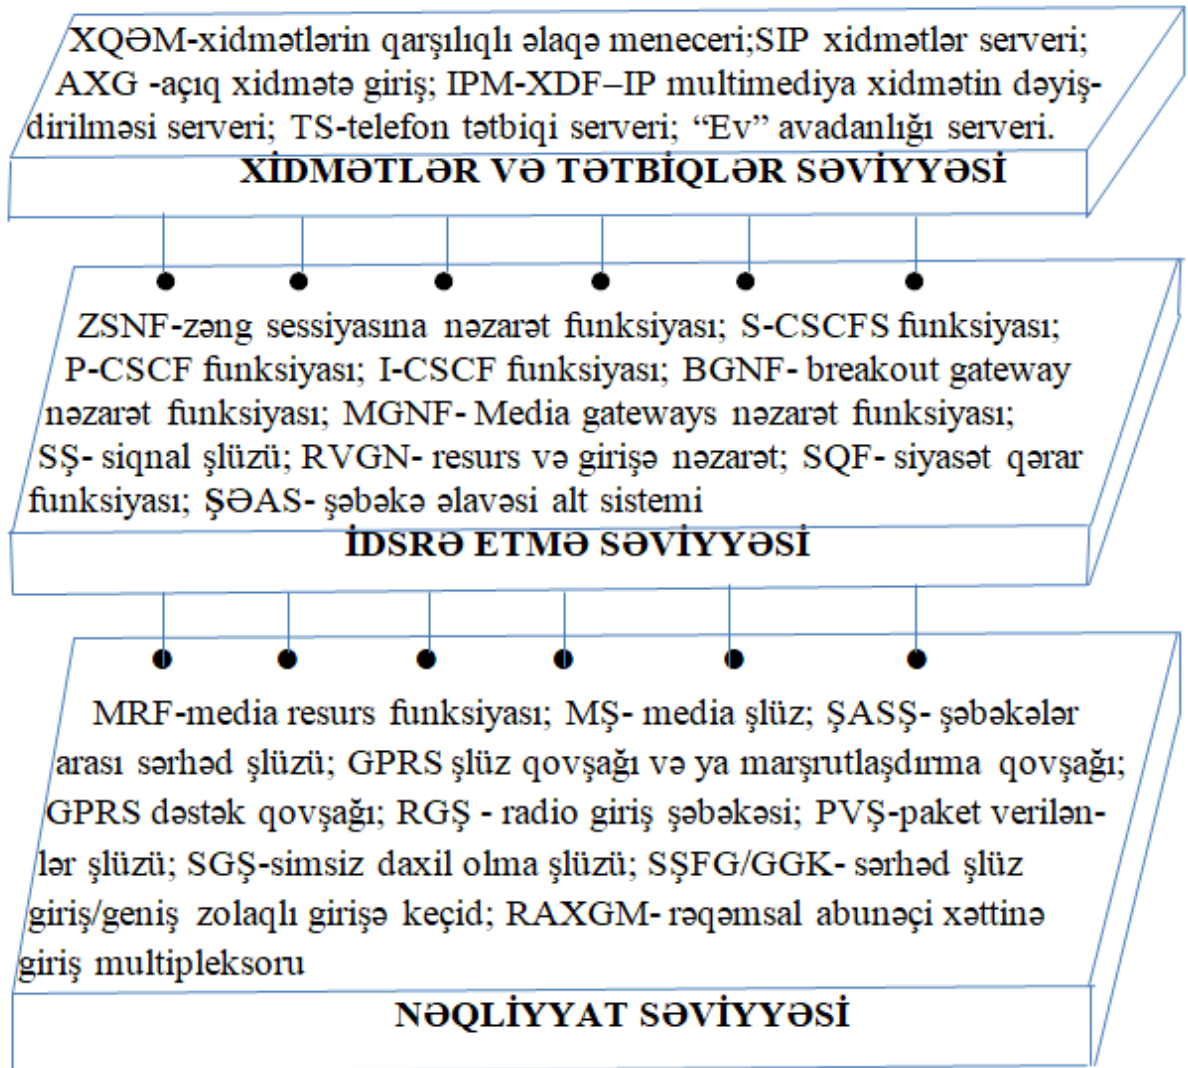 XQƏM-xidmətlərin qarşılıqlı əlaqə meneceri;SIP xidmətlər serveri;
AXG -açıq xidmətə giriş; IPM-XDF–IP multimediya xidmətin dəyiş-
dirilməsi serveri; TS-telefon tətbiqi serveri; “Ev” avadanlığı serveri.
XİDMƏTLƏR VƏ TƏTBİQLƏR SƏVİYYƏSİ
ZSNF-zəng sessiyasına nəzarət funksiyası; S-CSCFS funksiyası;
P-CSCF funksiyası; I-CSCF funksiyası; BGNF- breakout gateway
nəzarət funksiyası; MGNF- Media gateways nəzarət funksiyası;
SŞ- siqnal şlüzü; RVGN- resurs və girişə nəzarət; SQF- siyasət qərar
funksiyası; ŞƏAS- şəbəkə əlavəsi alt sistemi
İDSRƏ ETMƏ SƏVİYYƏSİ
MRF-media resurs funksiyası; MŞ- media şlüz; ŞASŞ- şəbəkələr
arası sərhəd şlüzü; GPRS şlüz qovşağı və ya marşrutlaşdırma qovşağı;
GPRS dəstək qovşağı; RGŞ - radio giriş şəbəkəsi; PVŞ-paket verilən-
lər şlüzü; SGŞ-simsiz daxil olma şlüzü; SŞFG/GGK- sərhəd şlüz
giriş/geniş zolaqlı girişə keçid; RAXGM- rəqəmsal abunəçi xəttinə
giriş multipleksoru
NƏQLİYYAT SƏVİYYƏSİ